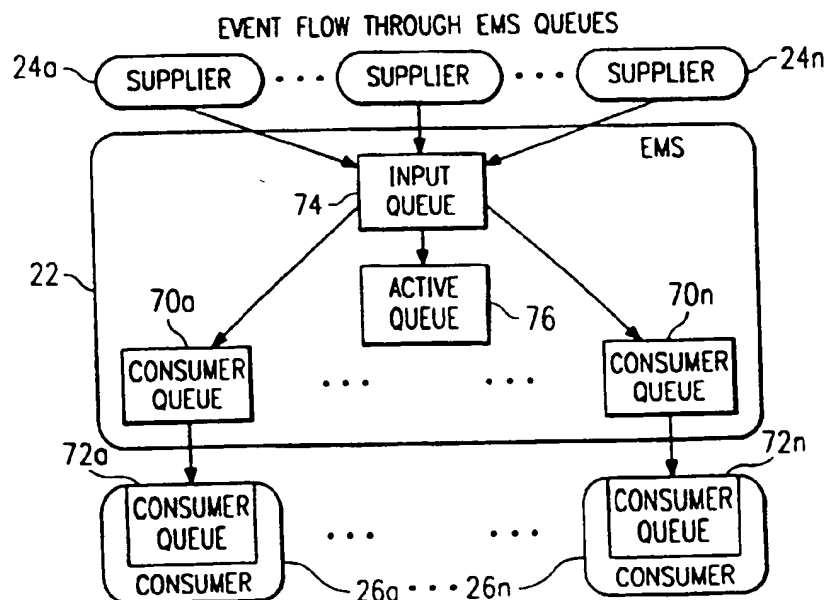 EVENT FLOW THROUGH EMS QUEUES
24a SUPPLIER ... SUPPLIER ... SUPPLIER 24n
EMS
74 INPUT
QUEUE
22
70a
ACTIVE
QUEUE
76
70n
CONSUMER
QUEUE
... ...
CONSUMER
QUEUE
72a
72n
CONSUMER
QUEUE
CONSUMER
... ...
CONSUMER
QUEUE
CONSUMER
26a ... 26n